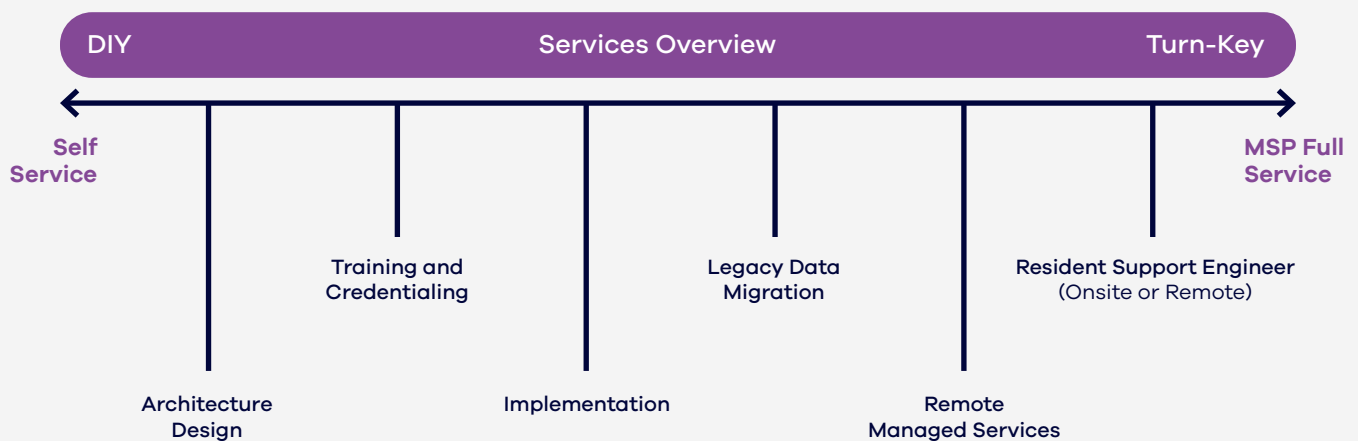 DIY Services Overview Turn-Key
Self
Service
MSP Full
Service
Training and
Credentialing
Legacy Data
Migration
Resident Support Engineer
(Onsite or Remote)
Architecture
Design
Implementation
Remote
Managed Services